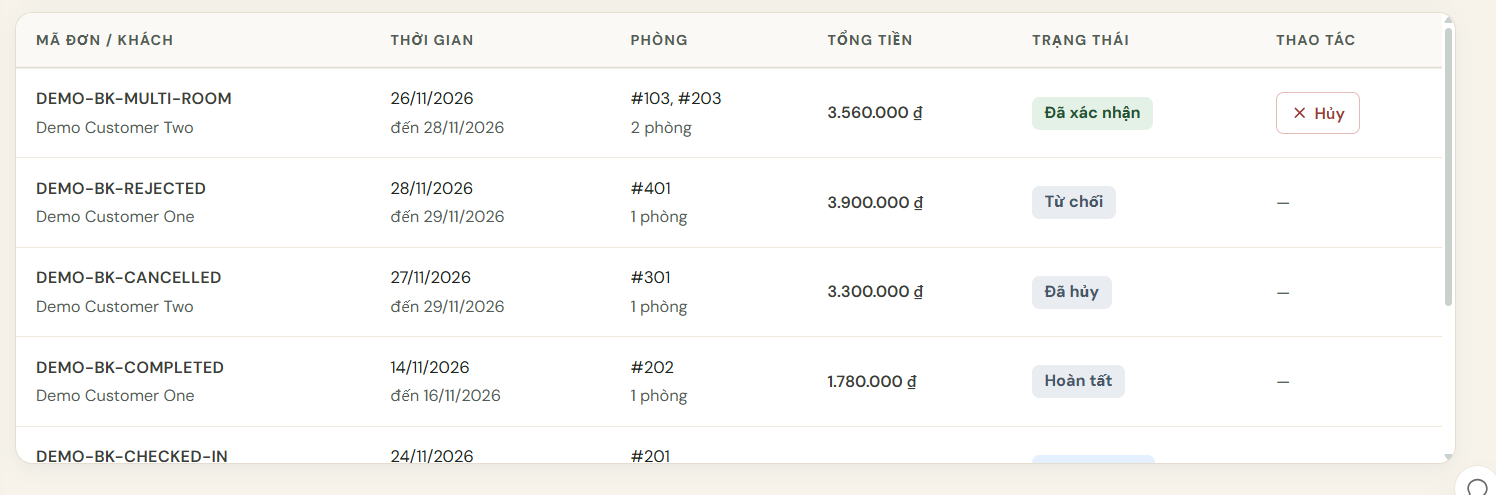 MÃ ĐƠN / KHÁCH THỜI GIAN PHÒNG TỔNG TIỀN TRẠNG THÁI THAO TÁC
DEMO-BK-MULTI-ROOM 26/11/2026 #103, #203 3.560.000 ₫ Đã xác nhận × Hủy
Demo Customer Two đến 28/11/2026 2 phòng
DEMO-BK-REJECTED 28/11/2026 #401 3.900.000 ₫ Từ chối —
Demo Customer One đến 29/11/2026 1 phòng
DEMO-BK-CANCELLED 27/11/2026 #301 3.300.000 ₫ Đã hủy —
Demo Customer Two đến 29/11/2026 1 phòng
DEMO-BK-COMPLETED 14/11/2026 #202 1.780.000 ₫ Hoàn tất —
Demo Customer One đến 16/11/2026 1 phòng
DEMO-BK-CHECKED-IN 24/11/2026 #201